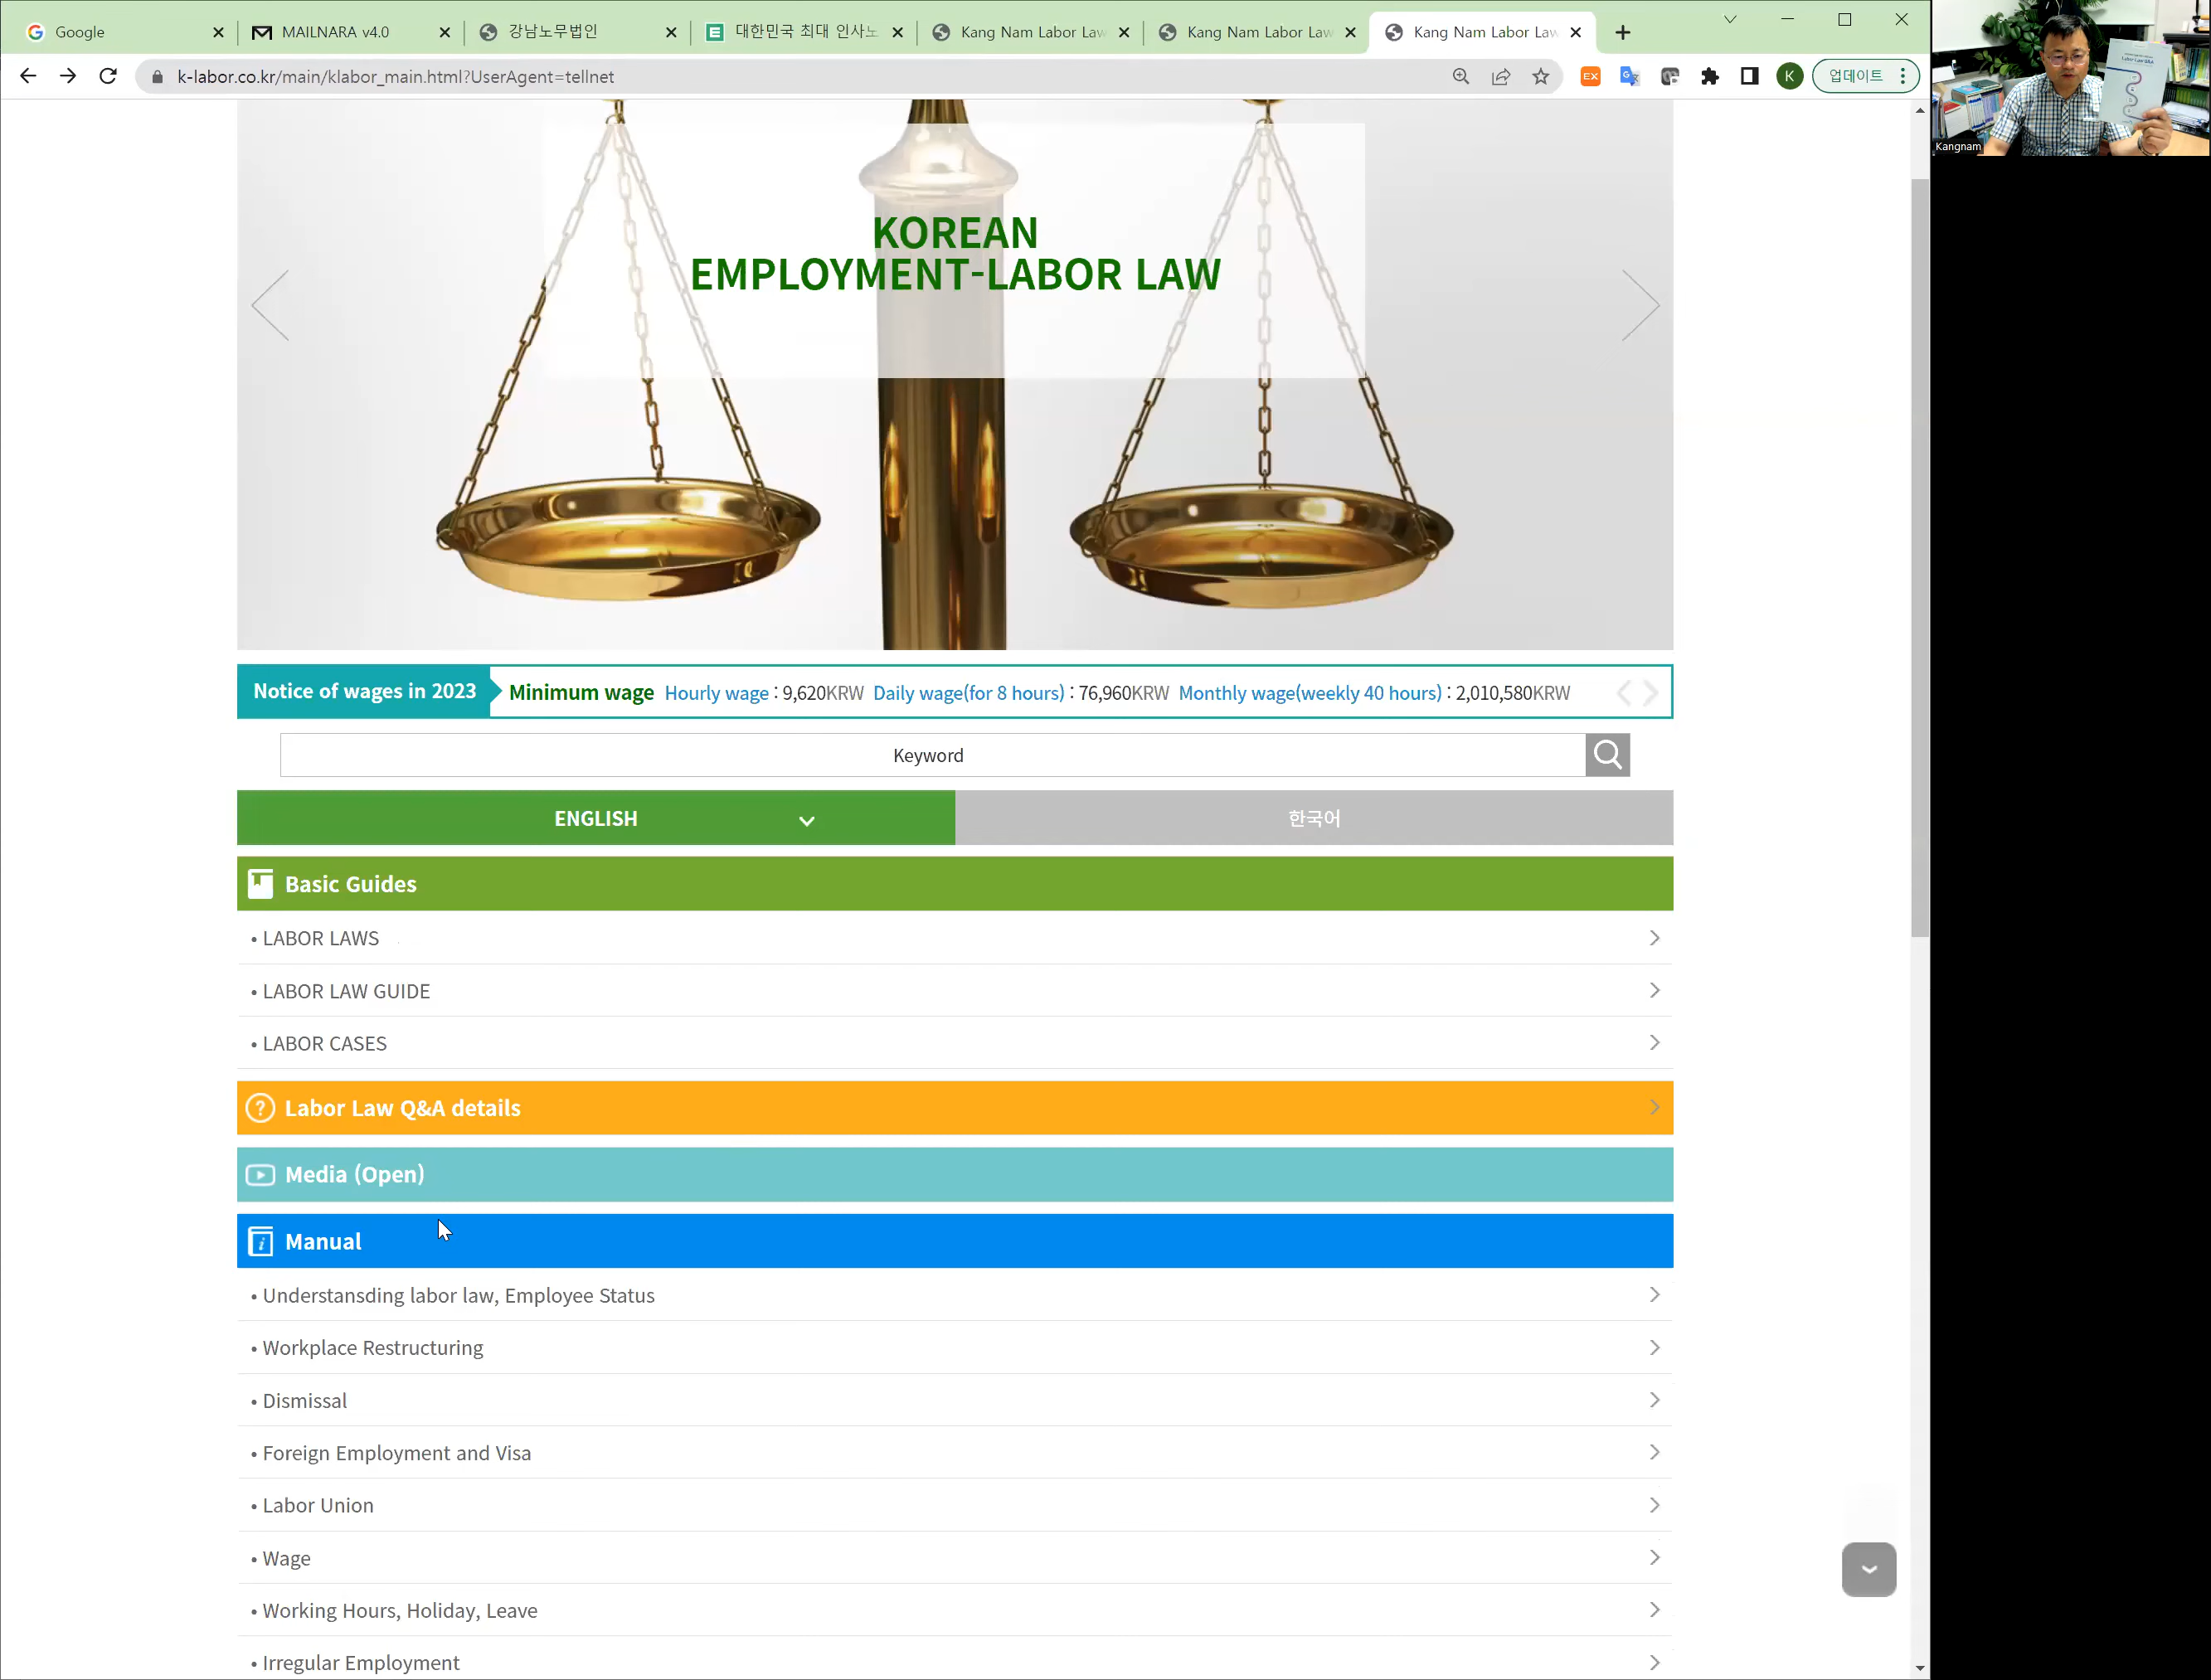 Google
MAILNARA v4.0
강남노무법인
대한민국 최대 인사노
Kang Nam Labor Law
Kang Nam Labor Law
Kang Nam Labor Law
k-labor.co.kr/main/klabor_main.html?UserAgent=tellnet
EX
K
업데이트
Kangnam
KOREAN
EMPLOYMENT-LABOR LAW
Notice of wages in 2023
Minimum wage Hourly wage : 9,620KRW Daily wage(for 8 hours) : 76,960KRW Monthly wage(weekly 40 hours) : 2,010,580KRW
Keyword
ENGLISH
한국어
Basic Guides
• LABOR LAWS
• LABOR LAW GUIDE
• LABOR CASES
Labor Law Q&A details
Media (Open)
Manual
• Understansding labor law, Employee Status
• Workplace Restructuring
• Dismissal
• Foreign Employment and Visa
• Labor Union
• Wage
• Working Hours, Holiday, Leave
• Irregular Employment